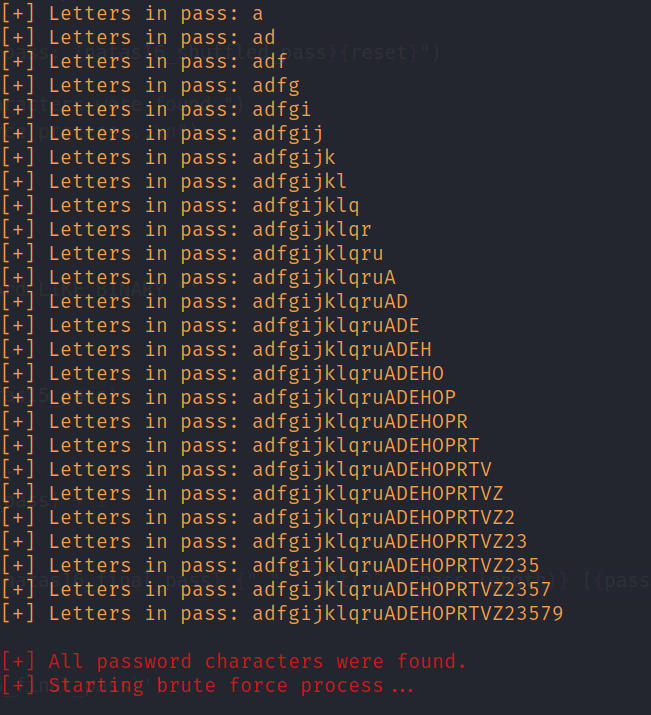 [+] Letters in pass: a
[+] Letters in pass: ad
[+] Letters in pass: adf
[+] Letters in pass: adfg
[+] Letters in pass: adfgi
[+] Letters in pass: adfgij
[+] Letters in pass: adfgijk
[+] Letters in pass: adfgijkl
[+] Letters in pass: adfgijklq
[+] Letters in pass: adfgijklqr
[+] Letters in pass: adfgijklqru
[+] Letters in pass: adfgijklqruA
[+] Letters in pass: adfgijklqruAD
[+] Letters in pass: adfgijklqruADE
[+] Letters in pass: adfgijklqruADEH
[+] Letters in pass: adfgijklqruADEHO
[+] Letters in pass: adfgijklqruADEHOP
[+] Letters in pass: adfgijklqruADEHOPR
[+] Letters in pass: adfgijklqruADEHOPRT
[+] Letters in pass: adfgijklqruADEHOPRTV
[+] Letters in pass: adfgijklqruADEHOPRTVZ
[+] Letters in pass: adfgijklqruADEHOPRTVZ2
[+] Letters in pass: adfgijklqruADEHOPRTVZ23
[+] Letters in pass: adfgijklqruADEHOPRTVZ235
[+] Letters in pass: adfgijklqruADEHOPRTVZ2357
[+] Letters in pass: adfgijklqruADEHOPRTVZ23579
[+] All password characters were found.
[+] Starting brute force process...